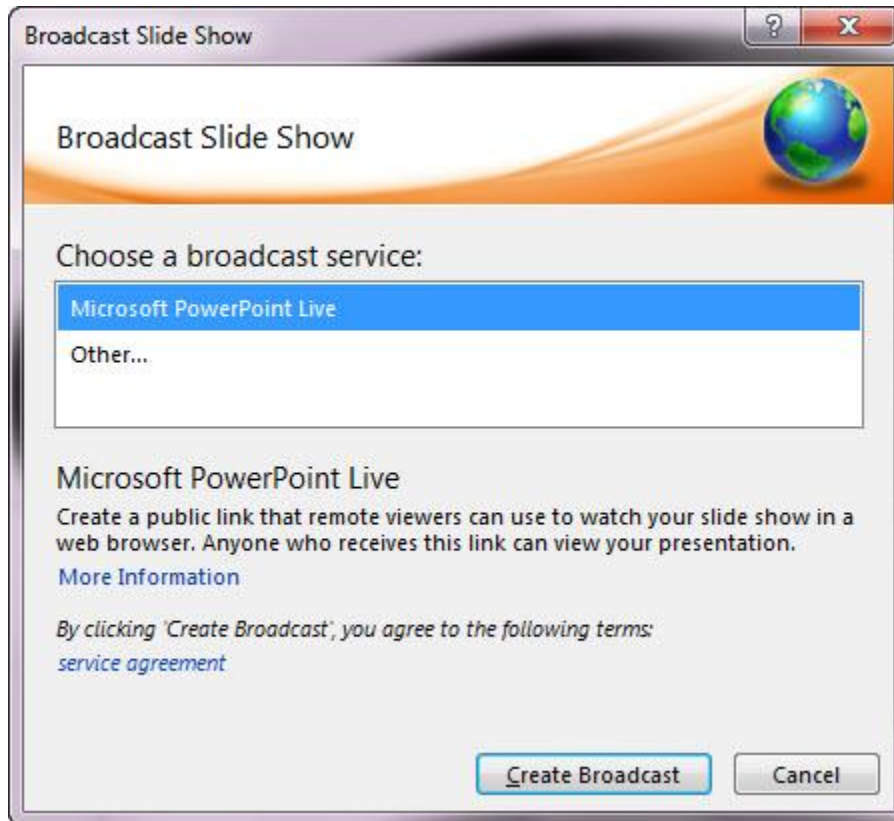 Broadcast Slide Show
Broadcast Slide Show
Choose a broadcast service:
Microsoft PowerPoint Live
Other...
Microsoft PowerPoint Live
Create a public link that remote viewers can use to watch your slide show in a
web browser. Anyone who receives this link can view your presentation.
More Information
By clicking 'Create Broadcast', you agree to the following terms:
service agreement
Create Broadcast Cancel